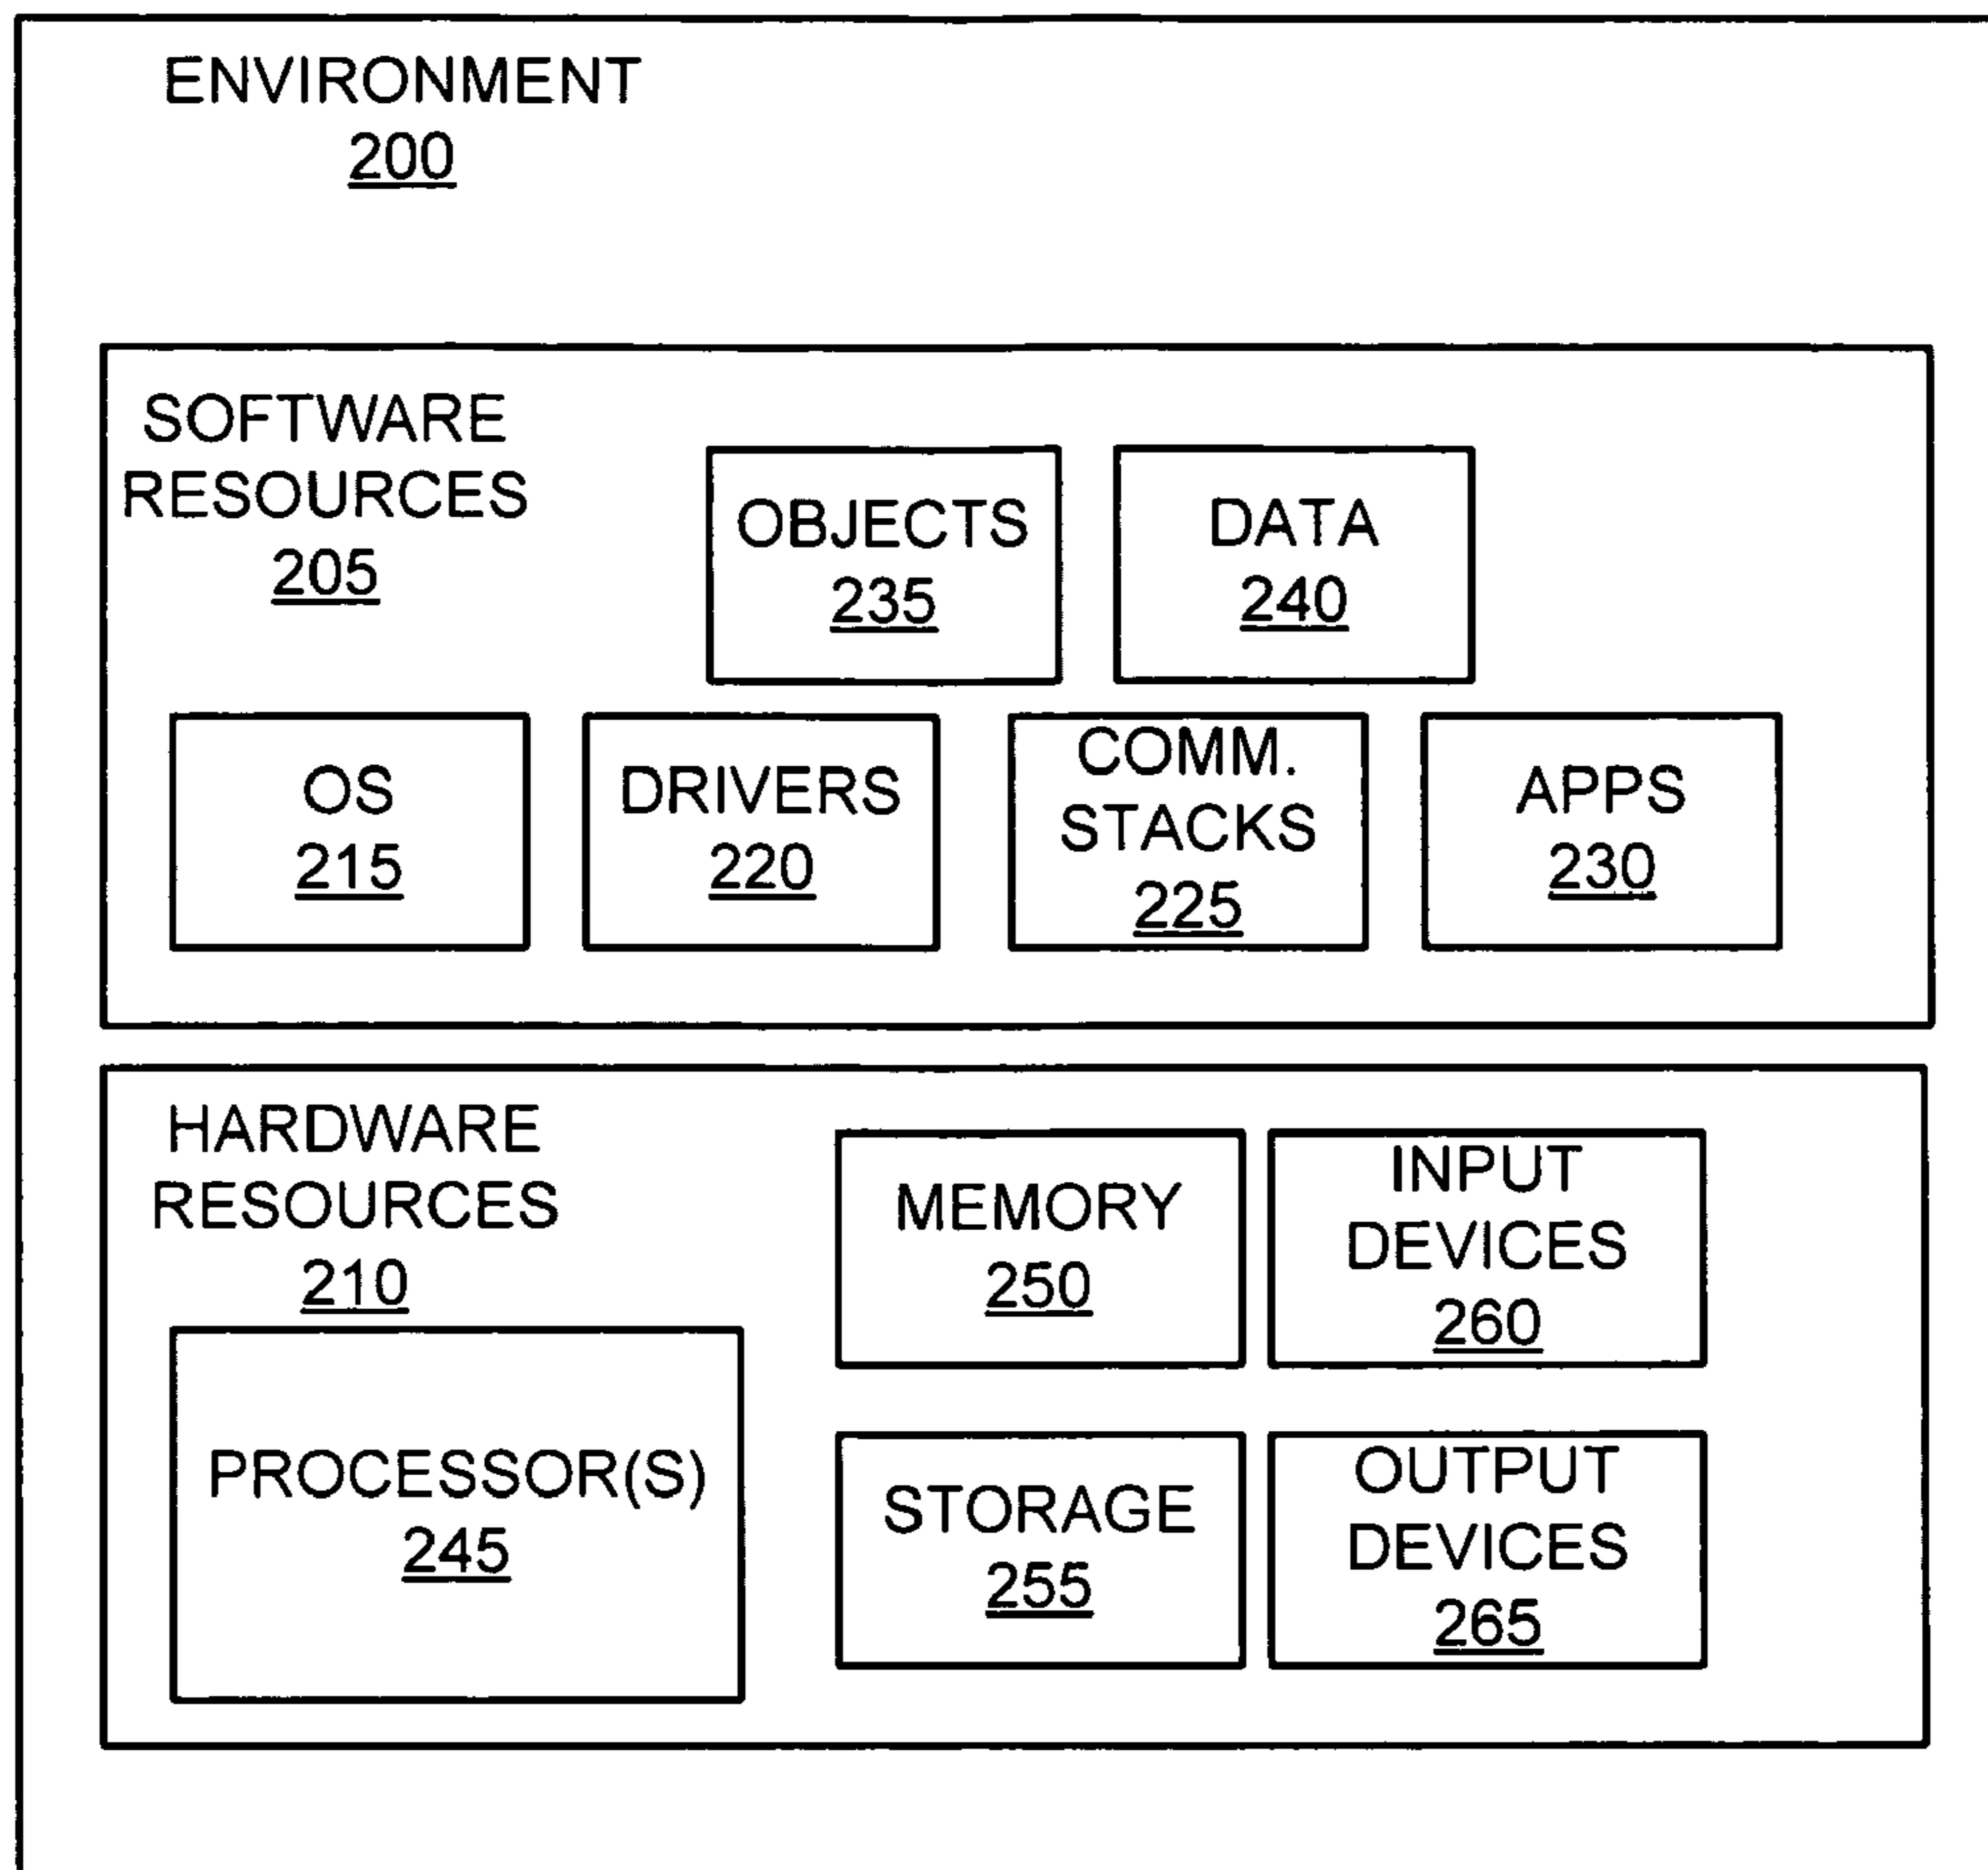 ENVIRONMENT
200
SOFTWARE
RESOURCES
205
OBJECTS
235
DATA
240
OS
215
DRIVERS
220
COMM.
STACKS
225
APPS
230
HARDWARE
RESOURCES
210
PROCESSOR(S)
245
MEMORY
250
INPUT
DEVICES
260
STORAGE
255
OUTPUT
DEVICES
265